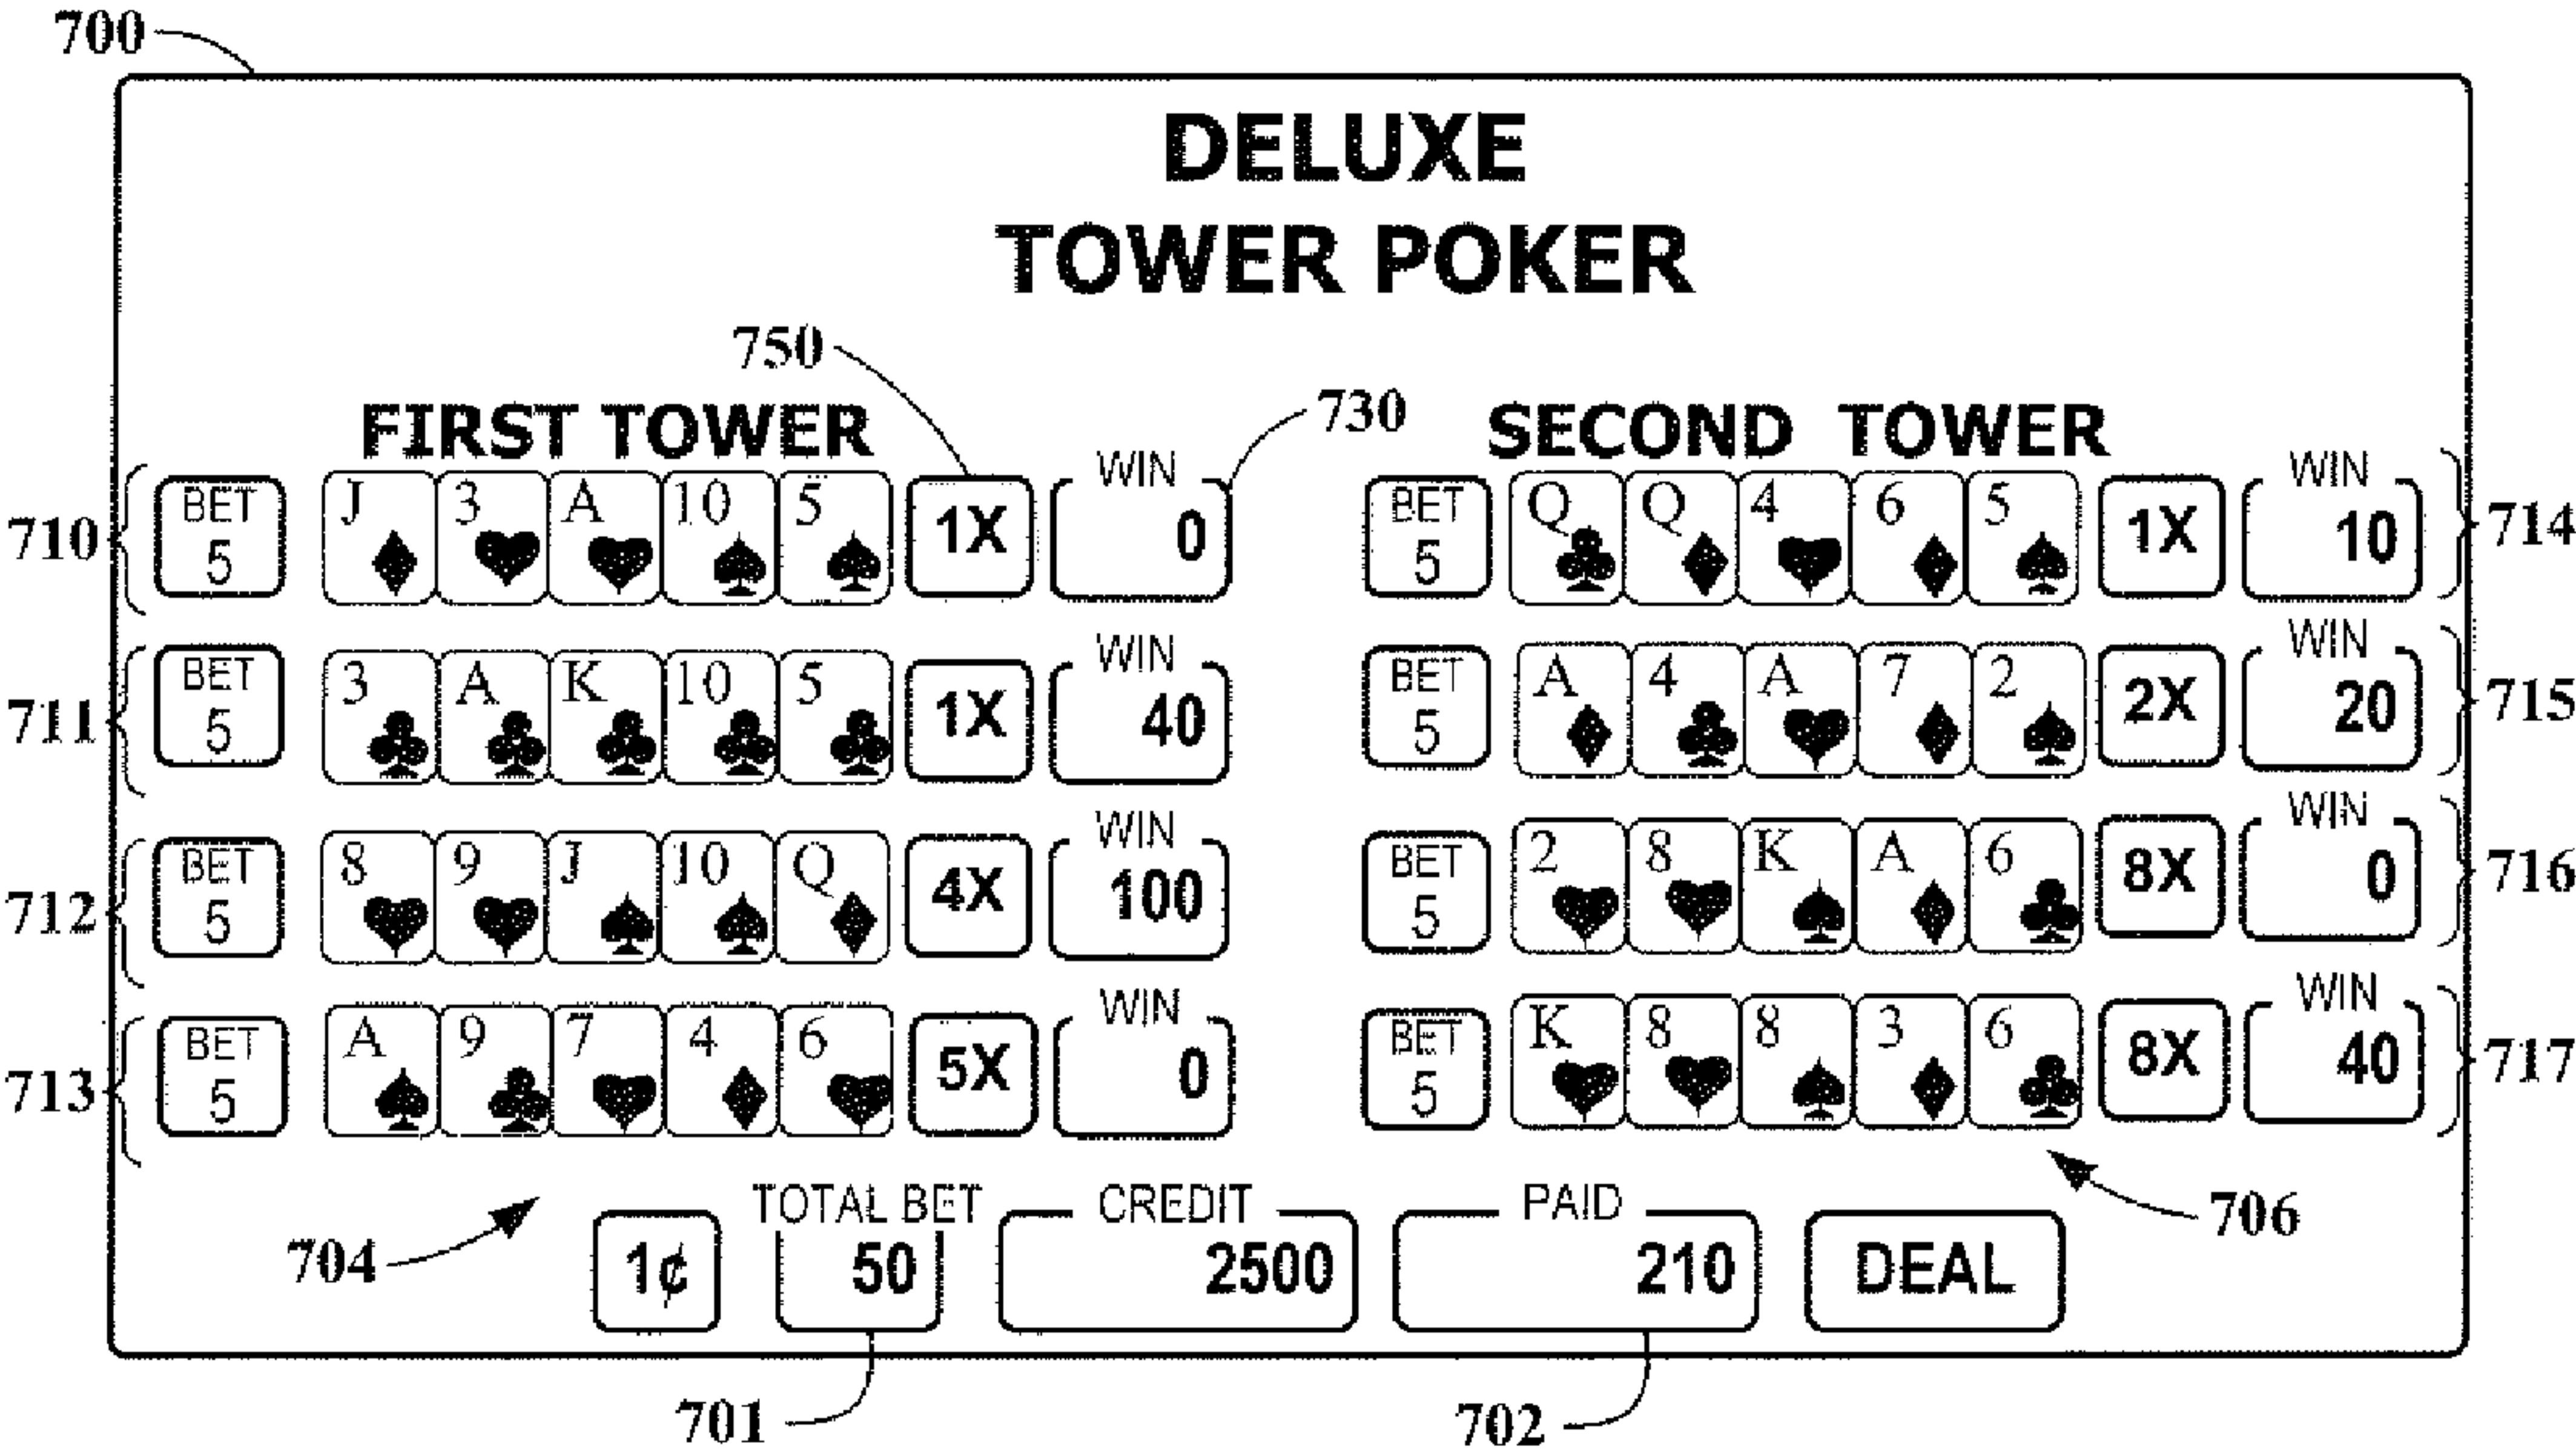 700
DELUXE
TOWER POKER
750
730
FIRST TOWER
SECOND TOWER
710 BET 5 J 3 A 10 5 1X WIN 0
BET 5 Q Q 4 6 5 1X WIN 10 714
711 BET 5 3 A K 10 5 1X WIN 40
BET 5 A 4 A 7 2 2X WIN 20 715
712 BET 5 8 9 J 10 Q 4X WIN 100
BET 5 2 8 K A 6 8X WIN 0 716
713 BET 5 A 9 7 4 6 5X WIN 0
BET 5 K 8 8 3 6 8X WIN 40 717
704
706
TOTAL BET CREDIT PAID
1¢ 50 2500 210 DEAL
701
702